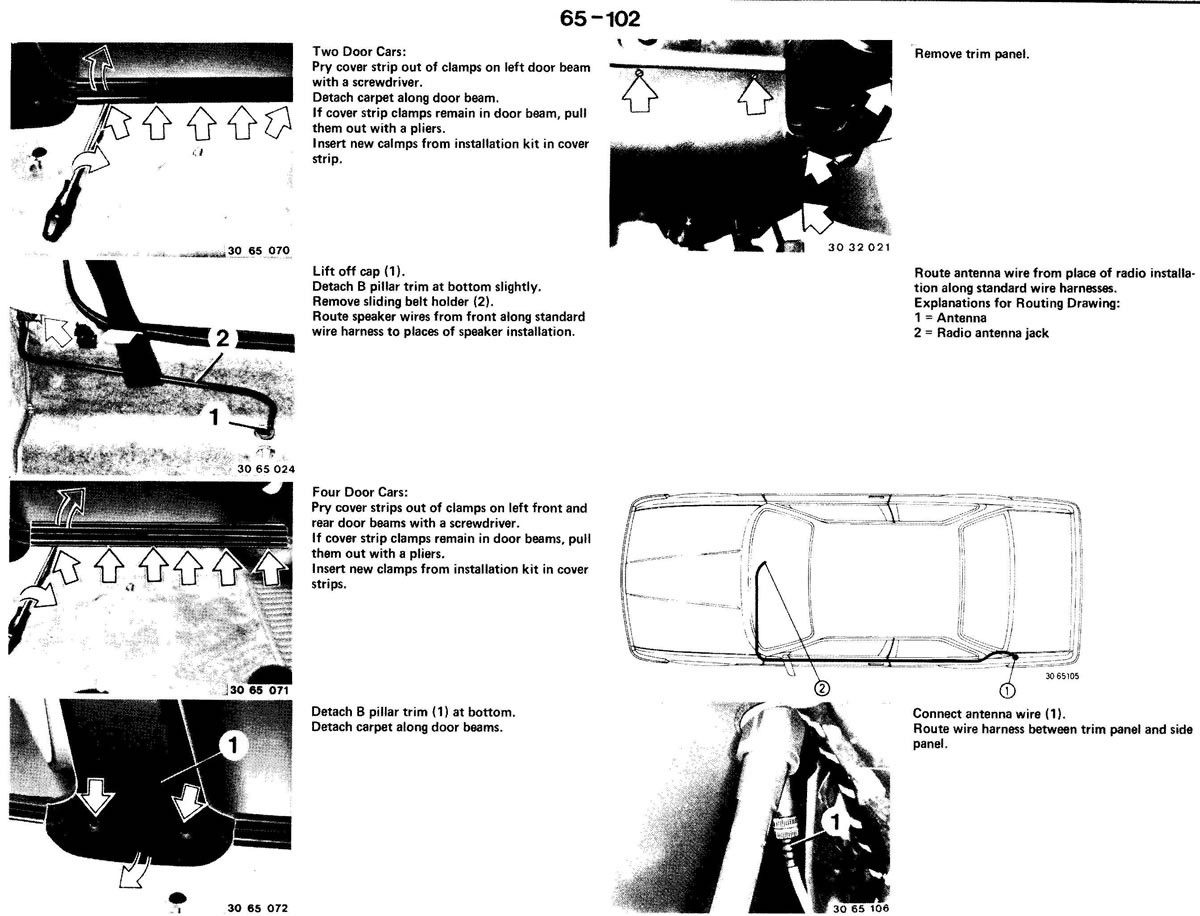 65-102
Two Door Cars:
Pry cover strip out of clamps on left door beam
with a screwdriver.
Detach carpet along door beam.
If cover strip clamps remain in door beam, pull
them out with a pliers.
Insert new calmps from installation kit in cover
strip.
30 65 070
Lift off cap (1).
Detach B pillar trim at bottom slightly.
Remove sliding belt holder (2).
Route speaker wires from front along standard
wire harness to places of speaker installation.
2
1
30 65 024
Four Door Cars:
Pry cover strips out of clamps on left front and
rear door beams with a screwdriver.
If cover strip clamps remain in door beams, pull
them out with a pliers.
Insert new clamps from installation kit in cover
strips.
30 65 071
Detach B pillar trim (1) at bottom.
Detach carpet along door beams.
1
30 65 072
Remove trim panel.
30 32 021
Route antenna wire from place of radio installa-
tion along standard wire harnesses.
Explanations for Routing Drawing:
1 = Antenna
2 = Radio antenna jack
2
1
30 65105
Connect antenna wire (1).
Route wire harness between trim panel and side
panel.
1
30 65 106